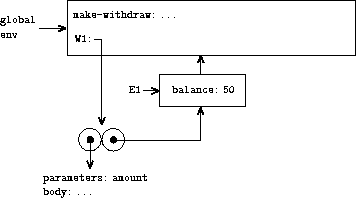 global
env
make-withdraw: ...
W1:
E1
balance: 50
parameters: amount
body: ...